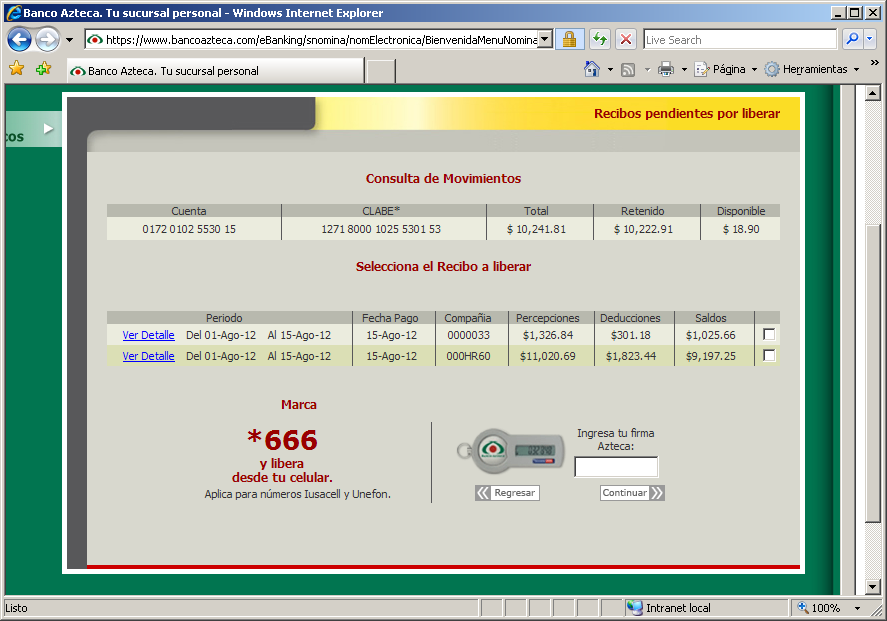 Banco Azteca. Tu sucursal personal - Windows Internet Explorer
https://www.bancoazteca.com/eBanking/snomina/nomElectronica/BienvenidaMenuNomina
Live Search
Banco Azteca. Tu sucursal personal
Página
Herramientas
»
cos
Recibos pendientes por liberar
Consulta de Movimientos
Cuenta CLABE* Total Retenido Disponible
0172 0102 5530 15 1271 8000 1025 5301 53 $ 10,241.81 $ 10,222.91 $ 18.90
Selecciona el Recibo a liberar
Periodo Fecha Pago Compañia Percepciones Deducciones Saldos
Ver Detalle Del 01-Ago-12 Al 15-Ago-12 15-Ago-12 0000033 $1,326.84 $301.18 $1,025.66
Ver Detalle Del 01-Ago-12 Al 15-Ago-12 15-Ago-12 000HR60 $11,020.69 $1,823.44 $9,197.25
Marca
*666
y libera
desde tu celular.
Aplica para números Iusacell y Unefon.
Ingresa tu firma
Azteca:
Regresar
Continuar
Listo
Intranet local
100%